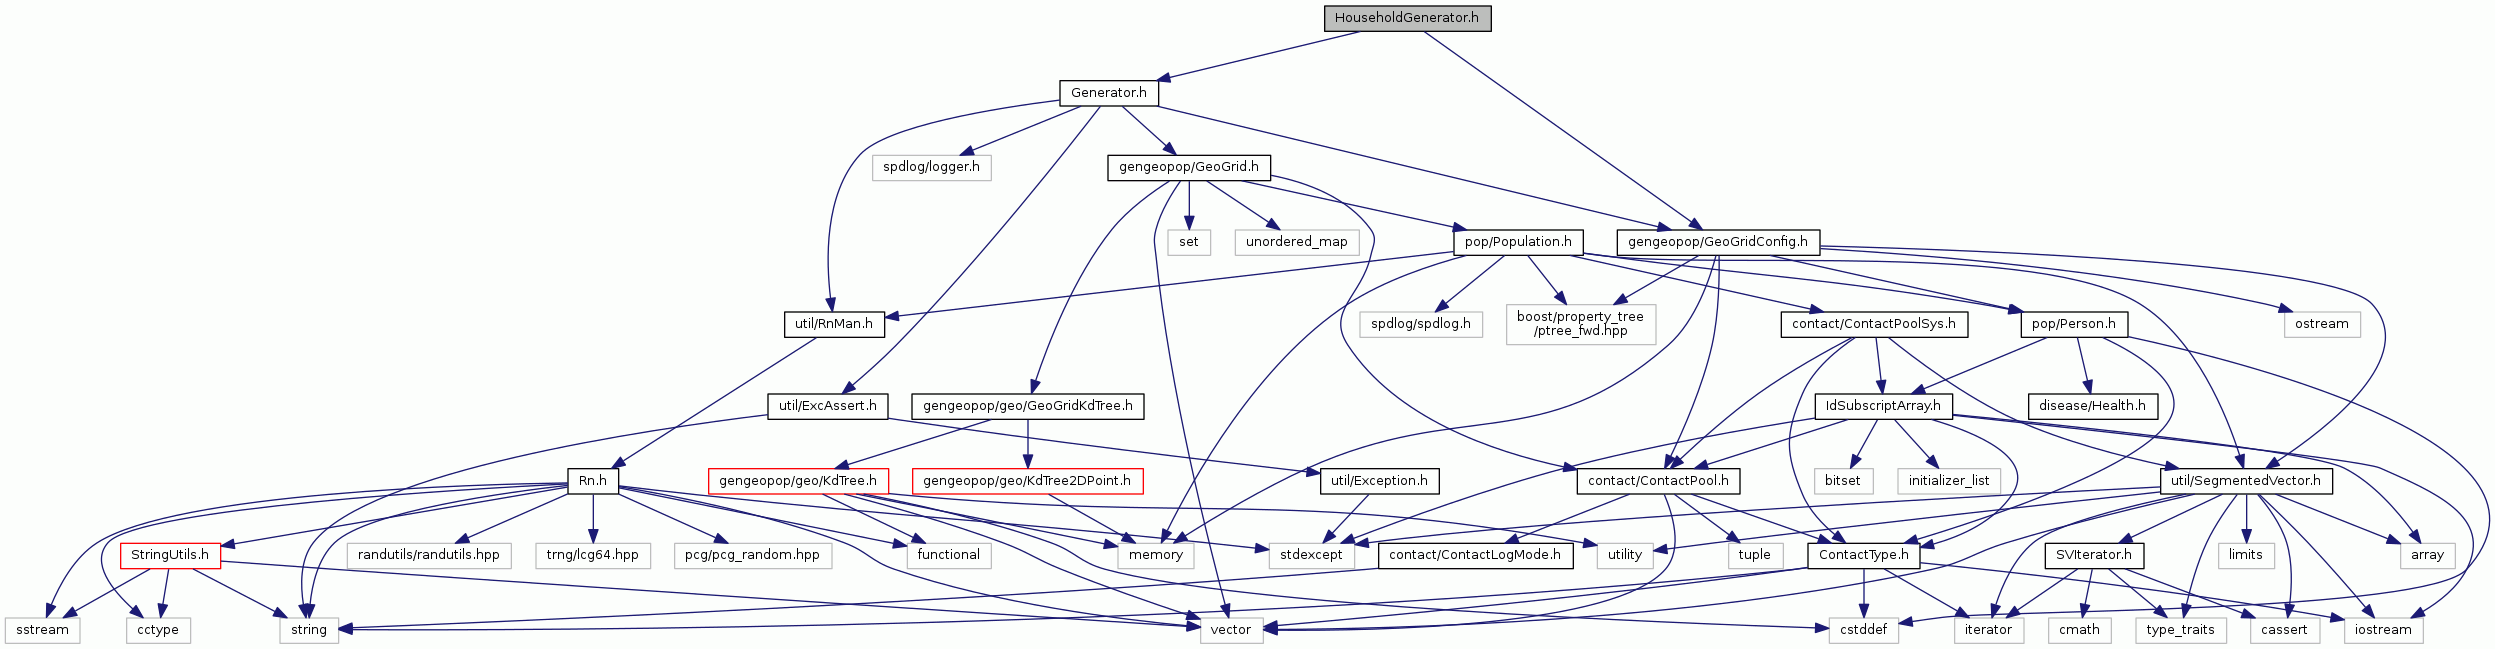 HouseholdGenerator.h
Generator.h
spdlog/logger.h
gengeopop/GeoGrid.h
set
unordered_map
pop/Population.h
gengeopop/GeoGridConfig.h
util/RnMan.h
spdlog/spdlog.h
boost/property_tree
/ptree_fwd.hpp
contact/ContactPoolSys.h
pop/Person.h
ostream
util/ExcAssert.h
gengeopop/geo/GeoGridKdTree.h
IdSubscriptArray.h
disease/Health.h
Rn.h
gengeopop/geo/KdTree.h
gengeopop/geo/KdTree2DPoint.h
util/Exception.h
contact/ContactPool.h
bitset
initializer_list
util/SegmentedVector.h
StringUtils.h
randutils/randutils.hpp
trng/lcg64.hpp
pcg/pcg_random.hpp
functional
memory
stdexcept
contact/ContactLogMode.h
utility
tuple
ContactType.h
SVIterator.h
limits
array
sstream
cctype
string
vector
cstddef
iterator
cmath
type_traits
cassert
iostream